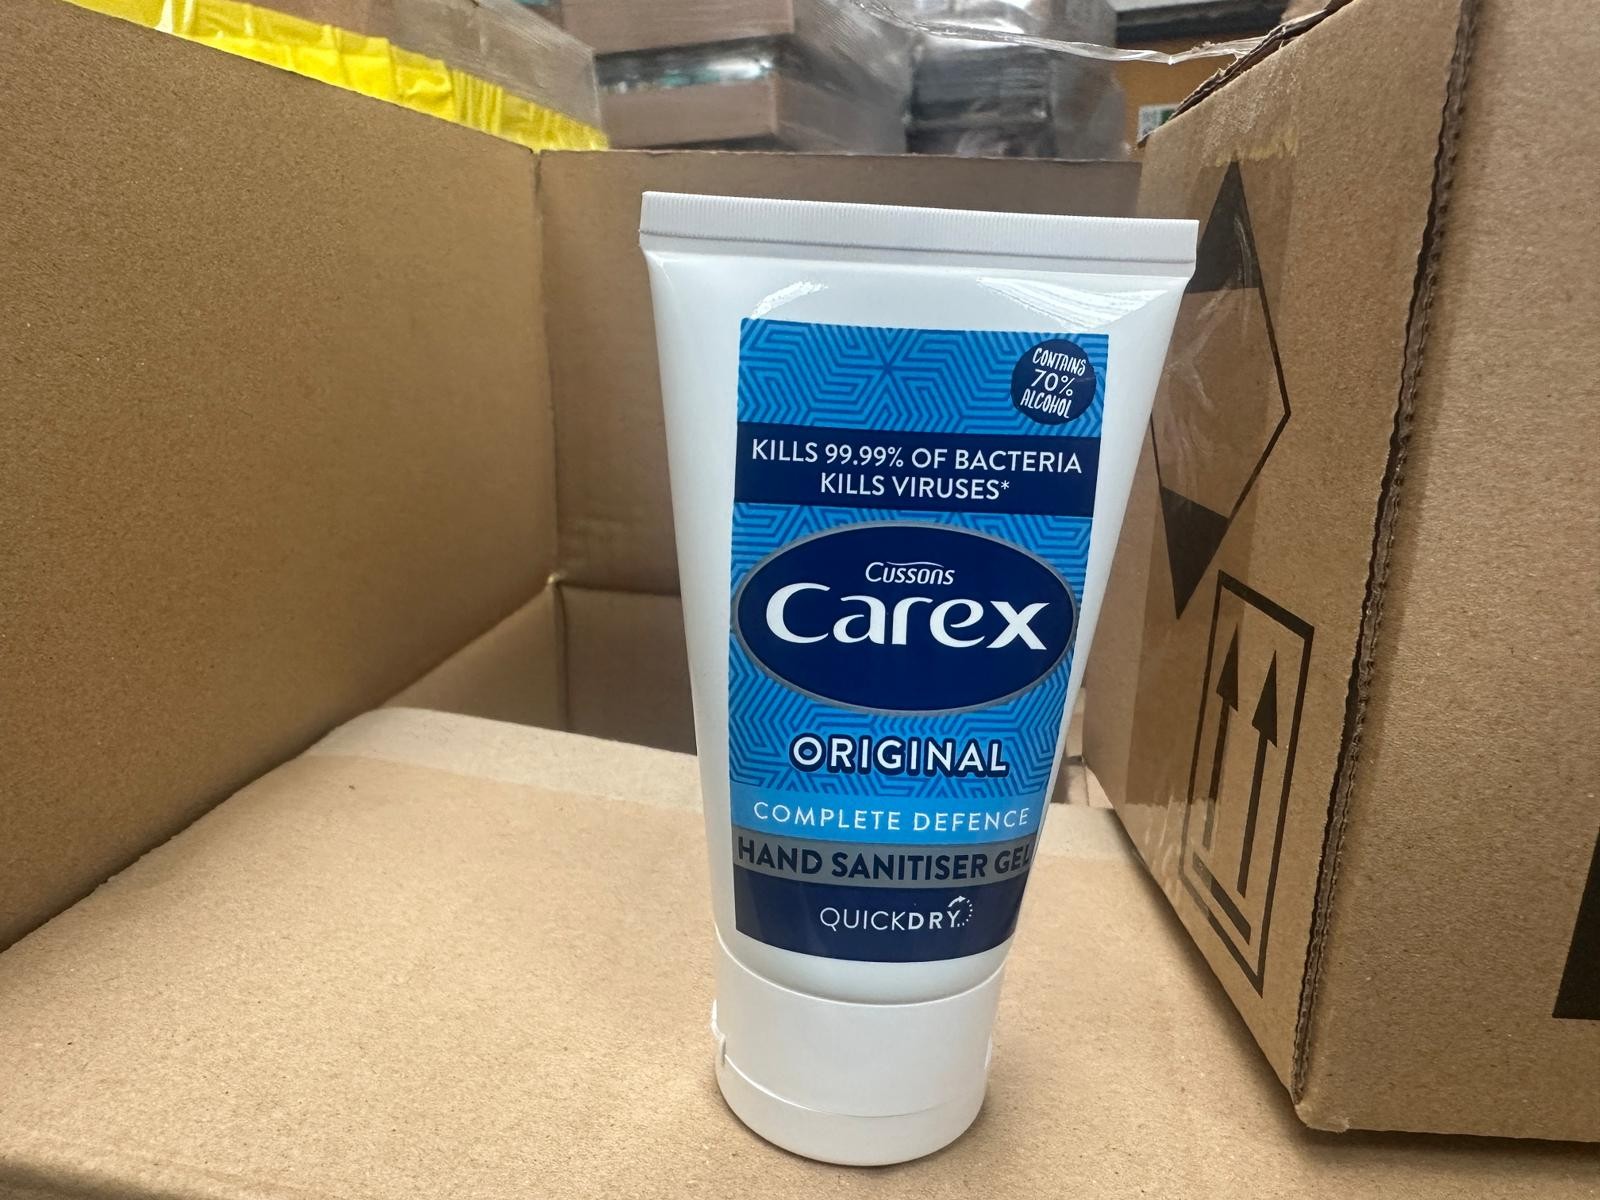 CONTAINS
70%
ALCOHOL
KILLS 99.99% OF BACTERIA
KILLS VIRUSES*
Cussons
Carex
ORIGINAL
COMPLETE DEFENCE
HAND SANITISER GEL
QUICKDRY